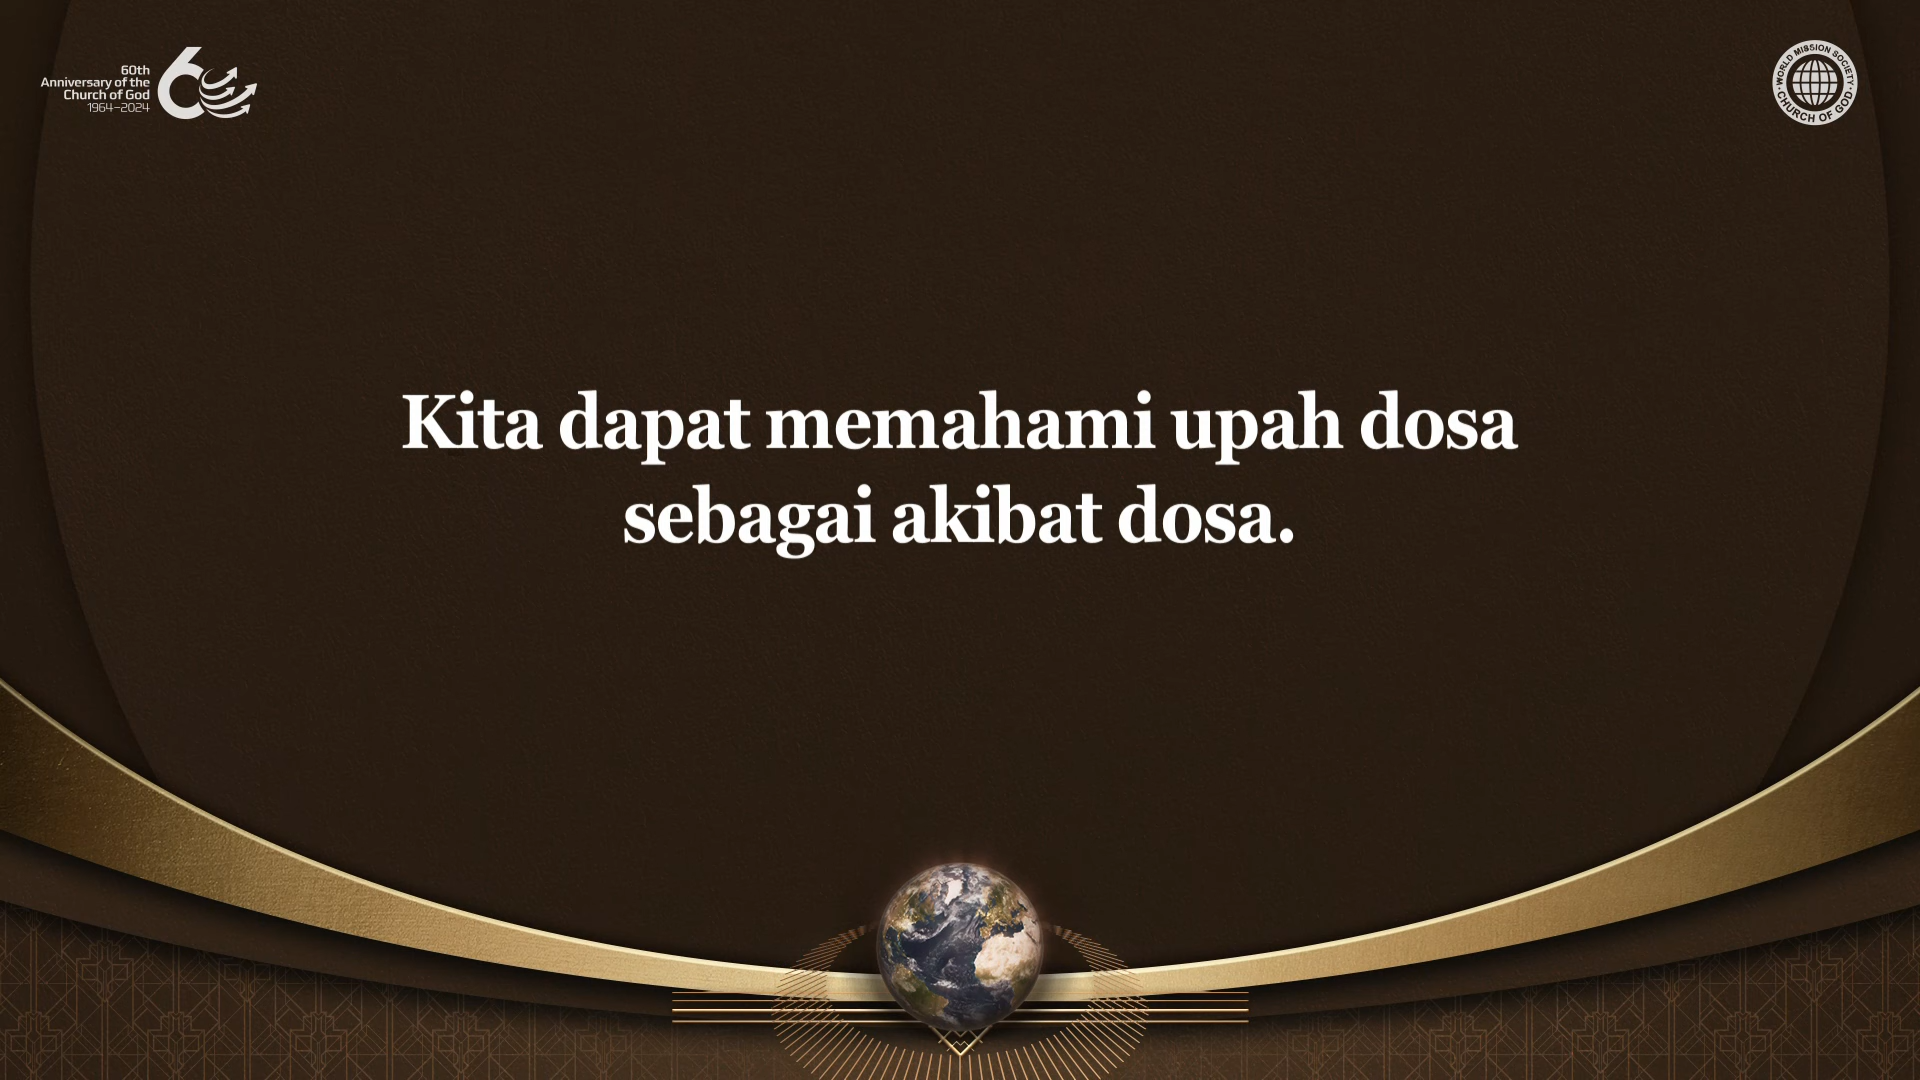 60th
Anniversary of the
Church of God
1964–2024
60
WORLD MISSION SOCIETY
CHURCH OF GOD
Kita dapat memahami upah dosa
sebagai akibat dosa.